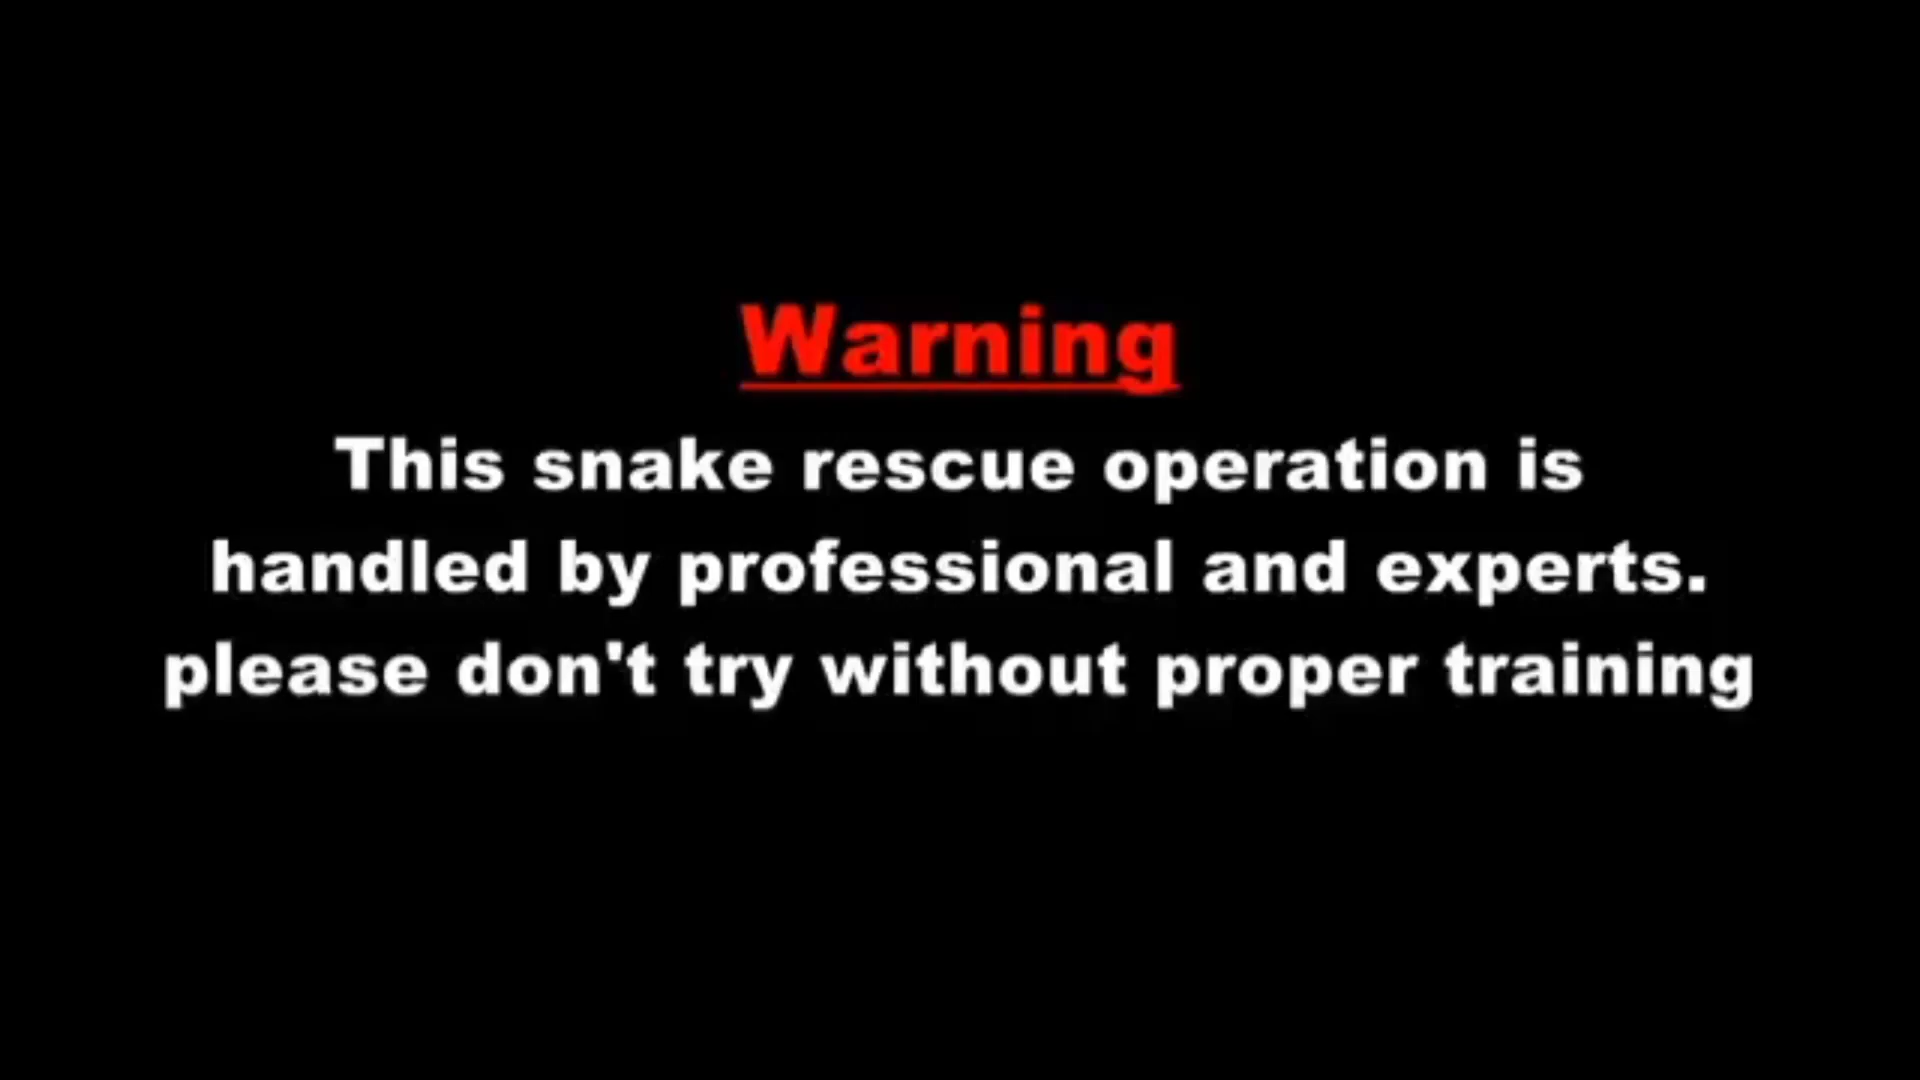 Warning
This snake rescue operation is
handled by professional and experts.
please don't try without proper training